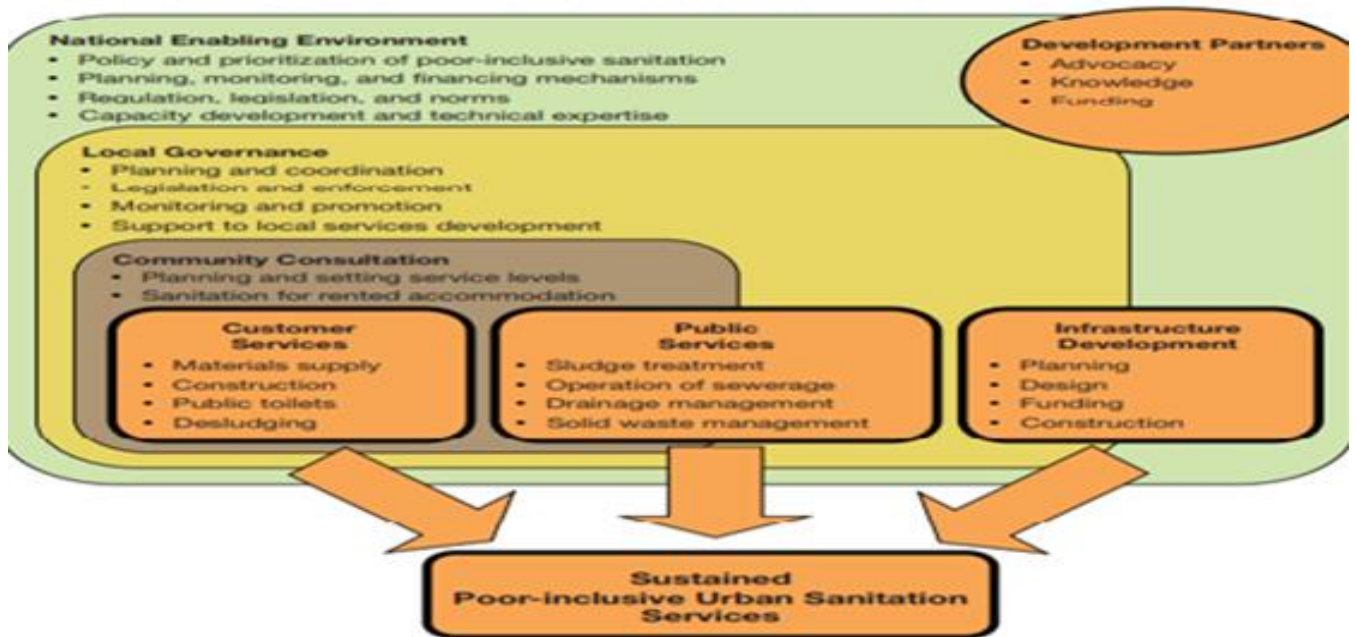 National Enabling Environment
• Policy and prioritization of poor-inclusive sanitation
• Planning, monitoring, and financing mechanisms
• Regulation, legislation, and norms
• Capacity development and technical expertise
Development Partners
• Advocacy
• Knowledge
• Funding
Local Governance
• Planning and coordination
- Legislation and enforcement
• Monitoring and promotion
• Support to local services development
Community Consultation
• Planning and setting service levels
• Sanitation for rented accommodation
Customer
Services
• Materials supply
• Construction
• Public toilets
• Desludging
Public
Services
• Sludge treatment
• Operation of sewerage
• Drainage management
• Solid waste management
Infrastructure
Development
• Planning
• Design
• Funding
• Construction
Sustained
Poor-inclusive Urban Sanitation
Services